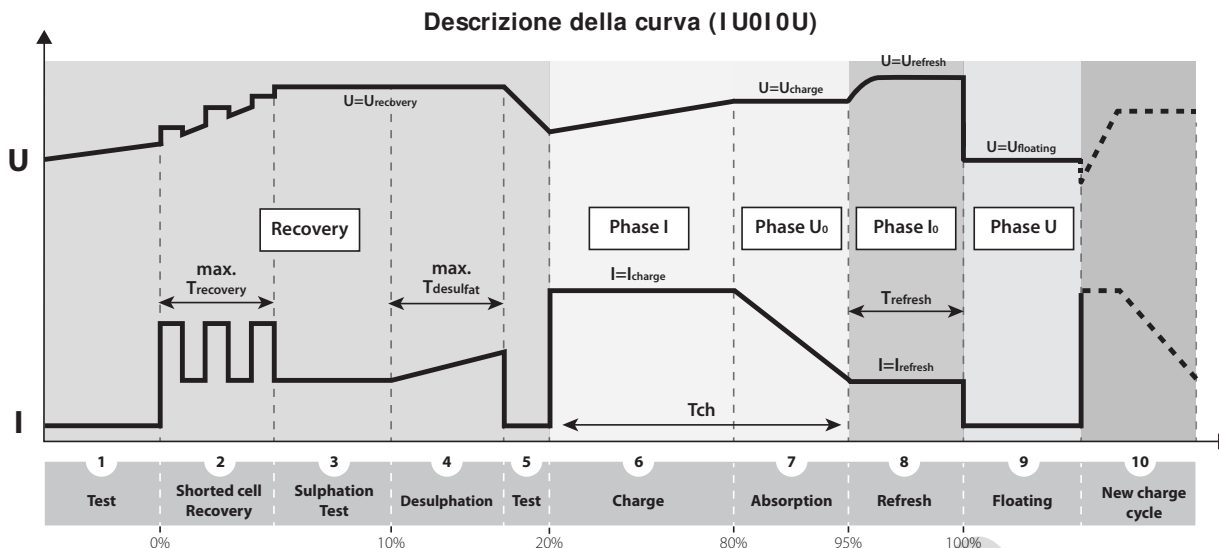 Descrizione della curva (IU0I0U)
U=Urefresh
U=Ucharge
U=Urecovery
U=Ufloating
U
Recovery
Phase I
Phase U0
Phase I0
Phase U
max.
Trecovery
max.
Tdesulfat
I=Icharge
Trefresh
I=Irefresh
Tch
I
1 2 3 4 5 6 7 8 9 10
Test
Shorted cell
Recovery
Sulphation
Test
Desulphation
Test
Charge
Absorption
Refresh
Floating
New charge
cycle
0% 10% 20% 80% 95% 100%